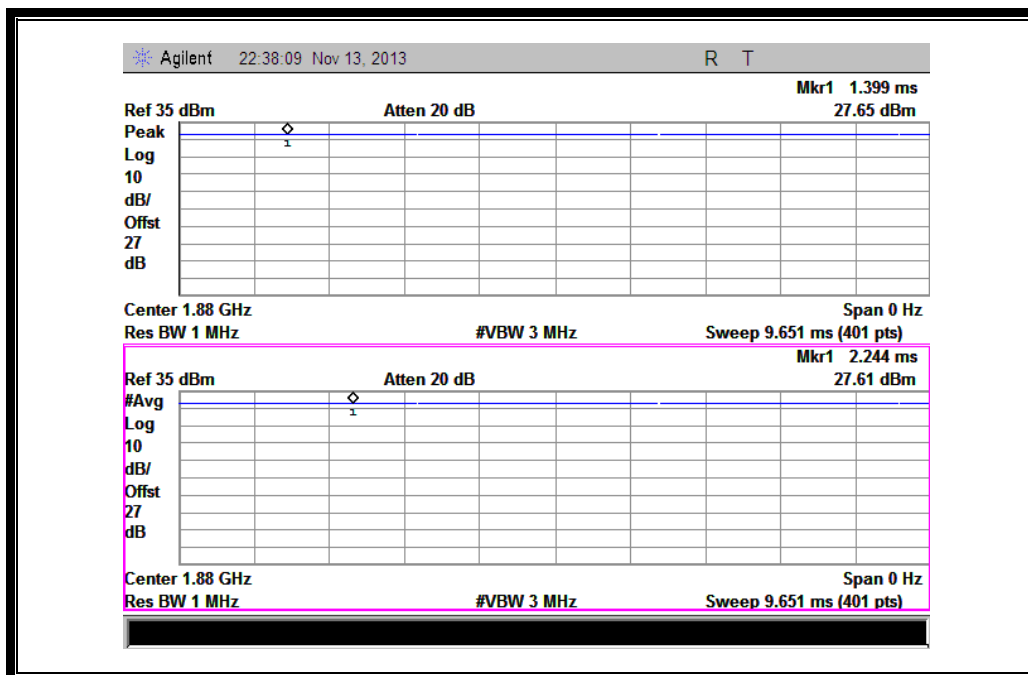 Agilent 22:38:09 Nov 13, 2013 R T
Mkr1 1.399 ms
Ref 35 dBm Atten 20 dB 27.65 dBm
Peak
1
Log
10
dB/
Offst
27
dB
Center 1.88 GHz Span 0 Hz
Res BW 1 MHz #VBW 3 MHz Sweep 9.651 ms (401 pts)
Mkr1 2.244 ms
Ref 35 dBm Atten 20 dB 27.61 dBm
#Avg
1
Log
10
dB/
Offst
27
dB
Center 1.88 GHz Span 0 Hz
Res BW 1 MHz #VBW 3 MHz Sweep 9.651 ms (401 pts)